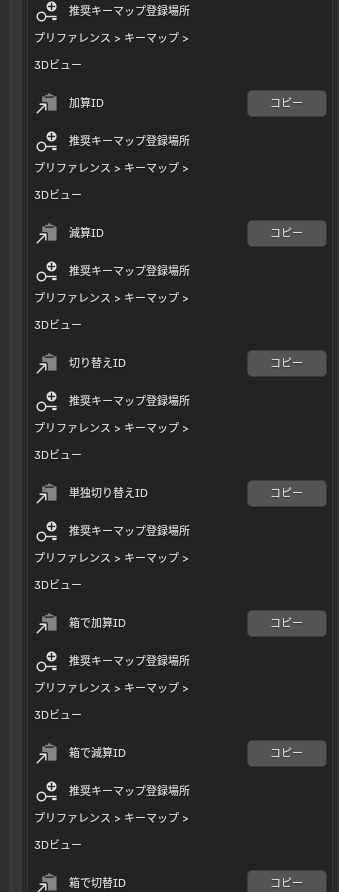 推奨キーマップ登録場所
プリファレンス > キーマップ >
3Dビュー
加算ID コピー
推奨キーマップ登録場所
プリファレンス > キーマップ >
3Dビュー
減算ID コピー
推奨キーマップ登録場所
プリファレンス > キーマップ >
3Dビュー
切り替えID コピー
推奨キーマップ登録場所
プリファレンス > キーマップ >
3Dビュー
単独切り替えID コピー
推奨キーマップ登録場所
プリファレンス > キーマップ >
3Dビュー
箱で加算ID コピー
推奨キーマップ登録場所
プリファレンス > キーマップ >
3Dビュー
箱で減算ID コピー
推奨キーマップ登録場所
プリファレンス > キーマップ >
3Dビュー
箱で切替ID コピー